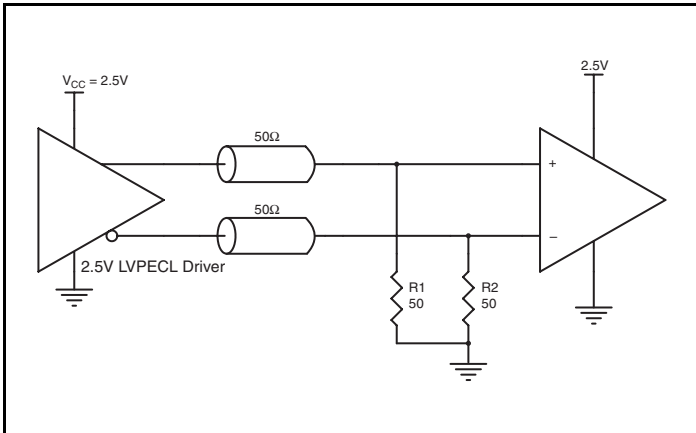 V_CC = 2.5V
2.5V
50Ω
+
50Ω
−
2.5V LVPECL Driver
R1
50
R2
50